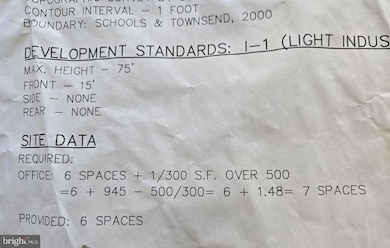 CONTOUR INTERVAL – 1 FOOT
BOUNDARY: SCHOOLS & TOWNSEND, 2000
DEVELOPMENT STANDARDS: I-1 (LIGHT INDUS
MAX. HEIGHT – 75'
FRONT – 15'
SIDE – NONE
REAR – NONE
SITE DATA
REQUIRED:
OFFICE: 6 SPACES + 1/300 S.F. OVER 500
=6 + 945 - 500/300= 6 + 1.48= 7 SPACES
PROVIDED: 6 SPACES
bright